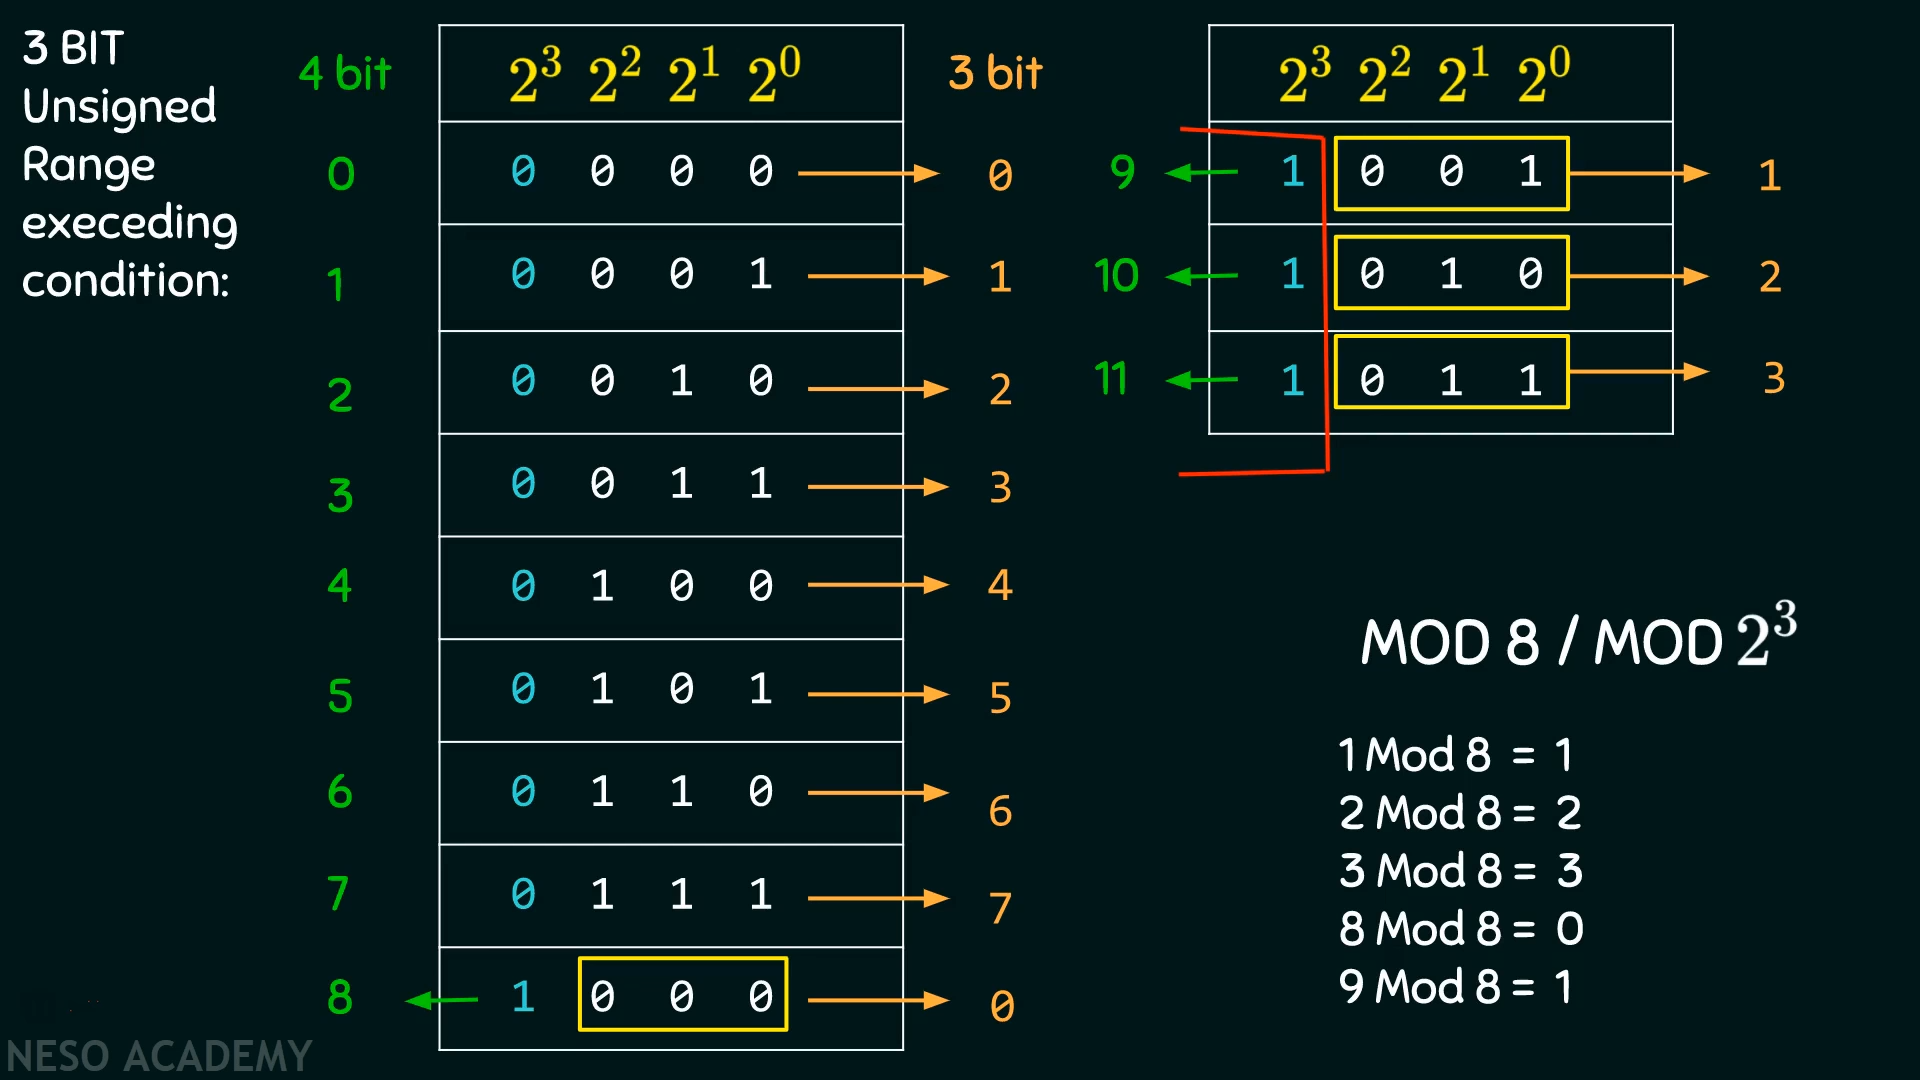 3 BIT
Unsigned
Range
execeding
condition:
4 bit 2^3 2^2 2^1 2^0 3 bit
0 0 0 0 0 0
1 0 0 0 1 1
2 0 0 1 0 2
3 0 0 1 1 3
4 0 1 0 0 4
5 0 1 0 1 5
6 0 1 1 0 6
7 0 1 1 1 7
8 1 0 0 0 0
2^3 2^2 2^1 2^0
9 1 0 0 1 1
10 1 0 1 0 2
11 1 0 1 1 3
MOD 8 / MOD 2^3
1 Mod 8 = 1
2 Mod 8 = 2
3 Mod 8 = 3
8 Mod 8 = 0
9 Mod 8 = 1
NESO ACADEMY